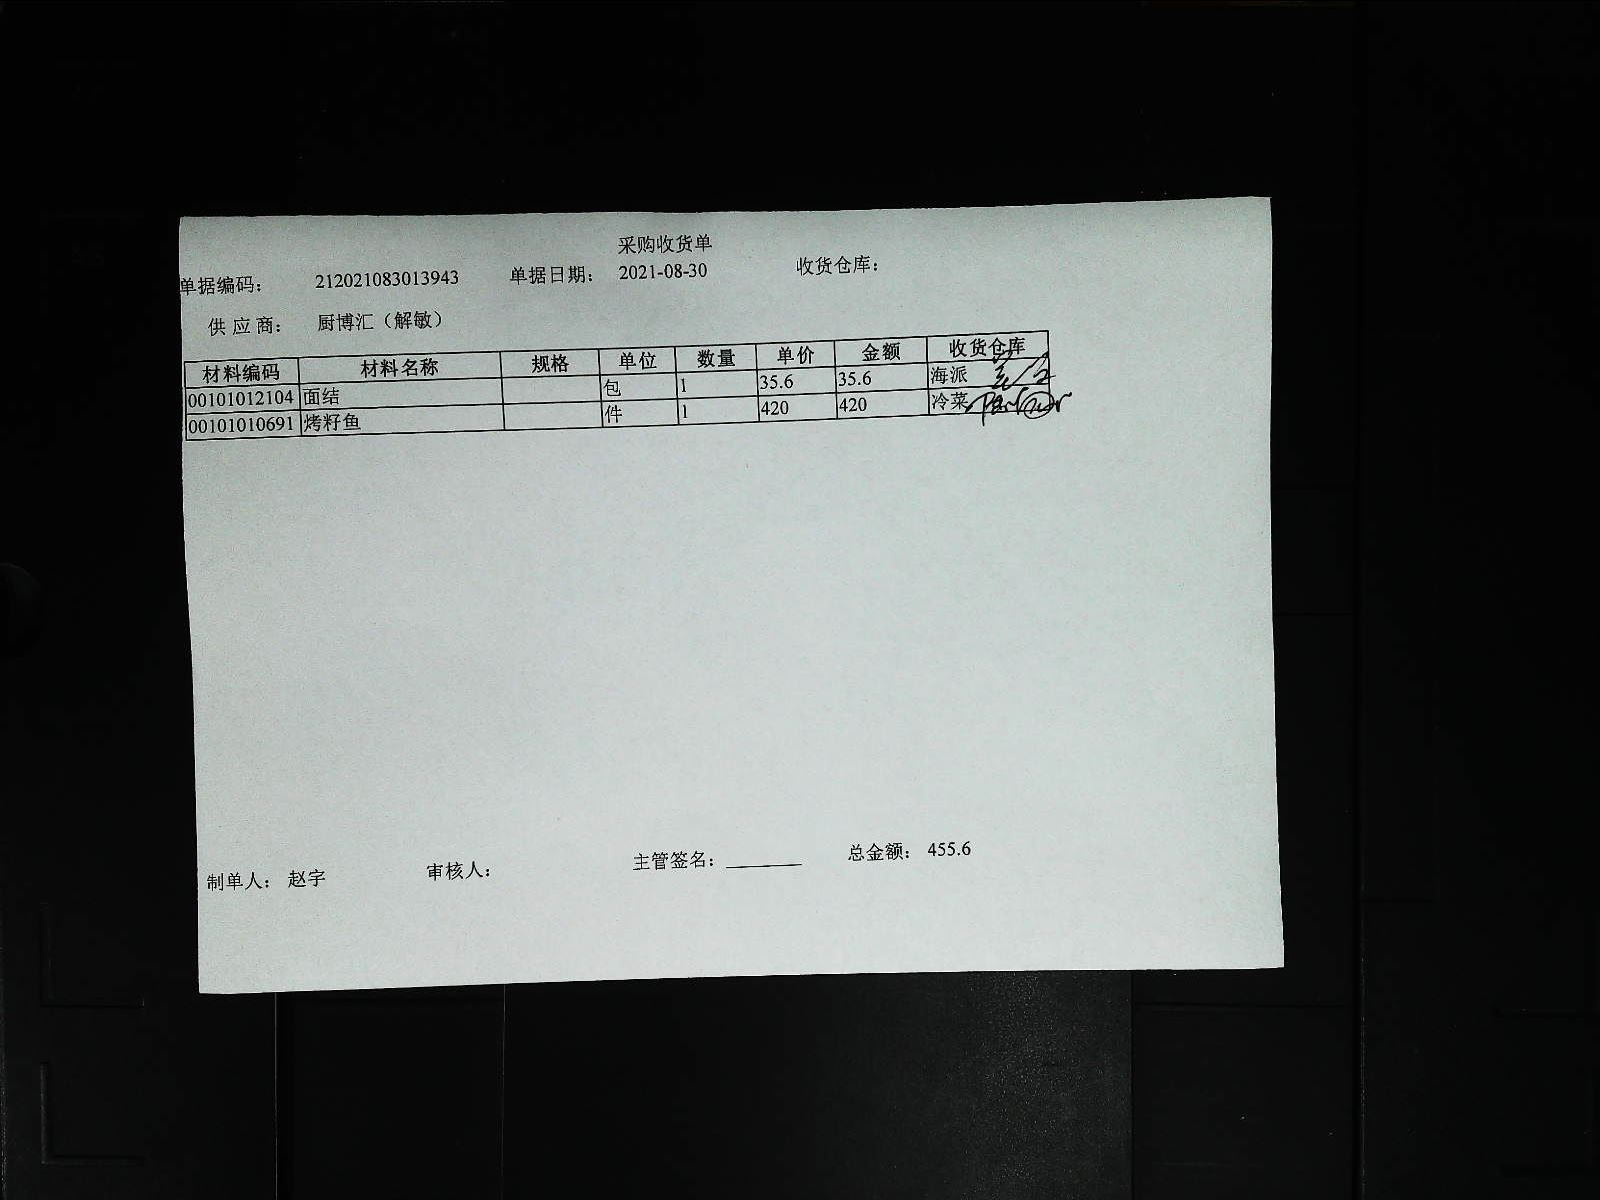 采购收货单
单据编码： 212021083013943 单据日期： 2021-08-30 收货仓库：
供 应 商： 厨博汇（解敏）
材料编码 材料名称 规格 单位 数量 单价 金额 收货仓库
00101012104 面结 包 1 35.6 35.6 海派
00101010691 烤籽鱼 件 1 420 420 冷菜
制单人： 赵字 审核人： 主管签名：________ 总金额： 455.6